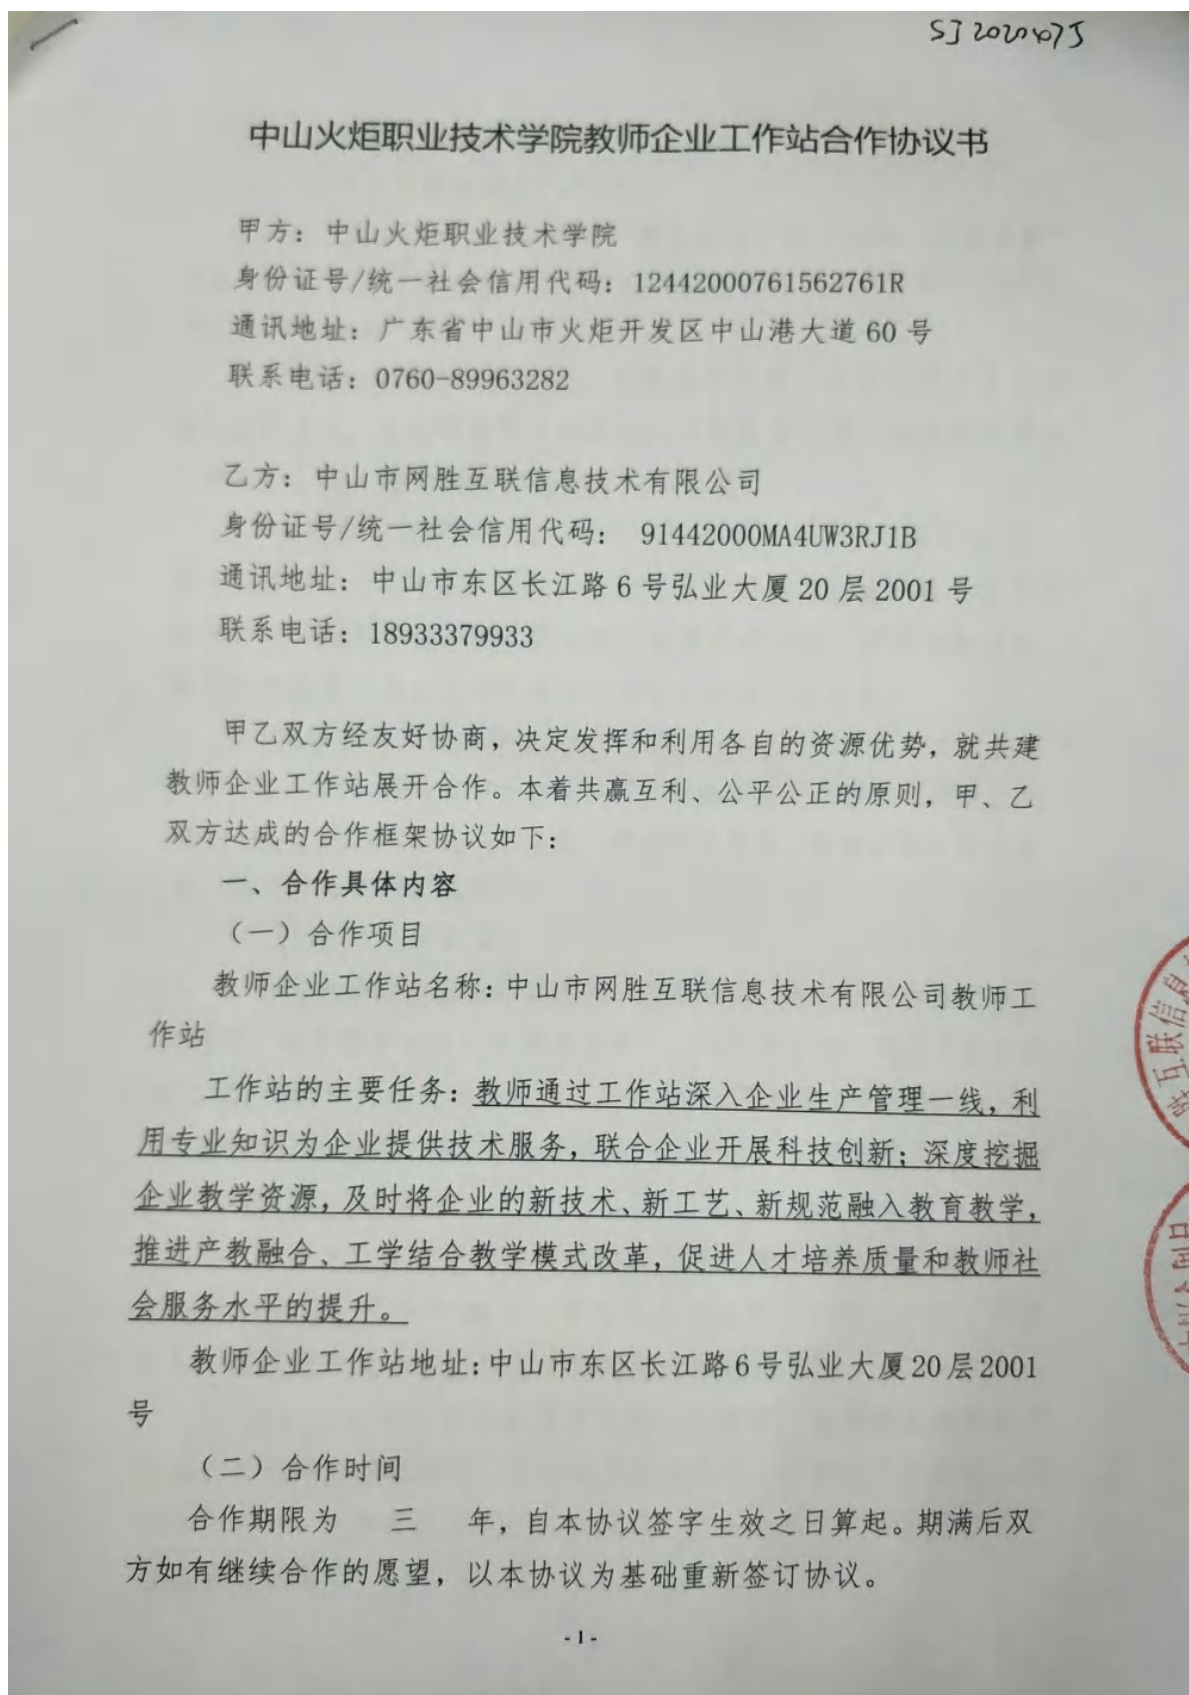 SJ2020475
中山火炬职业技术学院教师企业工作站合作协议书
甲方：中山火炬职业技术学院
身份证号/统一社会信用代码：12442000761562761R
通讯地址：广东省中山市火炬开发区中山港大道 60 号
联系电话：0760-89963282
乙方：中山市网胜互联信息技术有限公司
身份证号/统一社会信用代码： 91442000MA4UW3RJ1B
通讯地址：中山市东区长江路 6 号弘业大厦 20 层 2001 号
联系电话：18933379933
甲乙双方经友好协商，决定发挥和利用各自的资源优势，就共建
教师企业工作站展开合作。本着共赢互利、公平公正的原则，甲、乙
双方达成的合作框架协议如下：
一、合作具体内容
（一）合作项目
教师企业工作站名称：中山市网胜互联信息技术有限公司教师工
作站
工作站的主要任务：教师通过工作站深入企业生产管理一线，利
用专业知识为企业提供技术服务，联合企业开展科技创新；深度挖掘
企业教学资源，及时将企业的新技术、新工艺、新规范融入教育教学，
推进产教融合、工学结合教学模式改革，促进人才培养质量和教师社
会服务水平的提升。
教师企业工作站地址：中山市东区长江路 6 号弘业大厦 20 层 2001
号
（二）合作时间
合作期限为 三 年，自本协议签字生效之日算起。期满后双
方如有继续合作的愿望，以本协议为基础重新签订协议。
- 1 -
胜互联信息